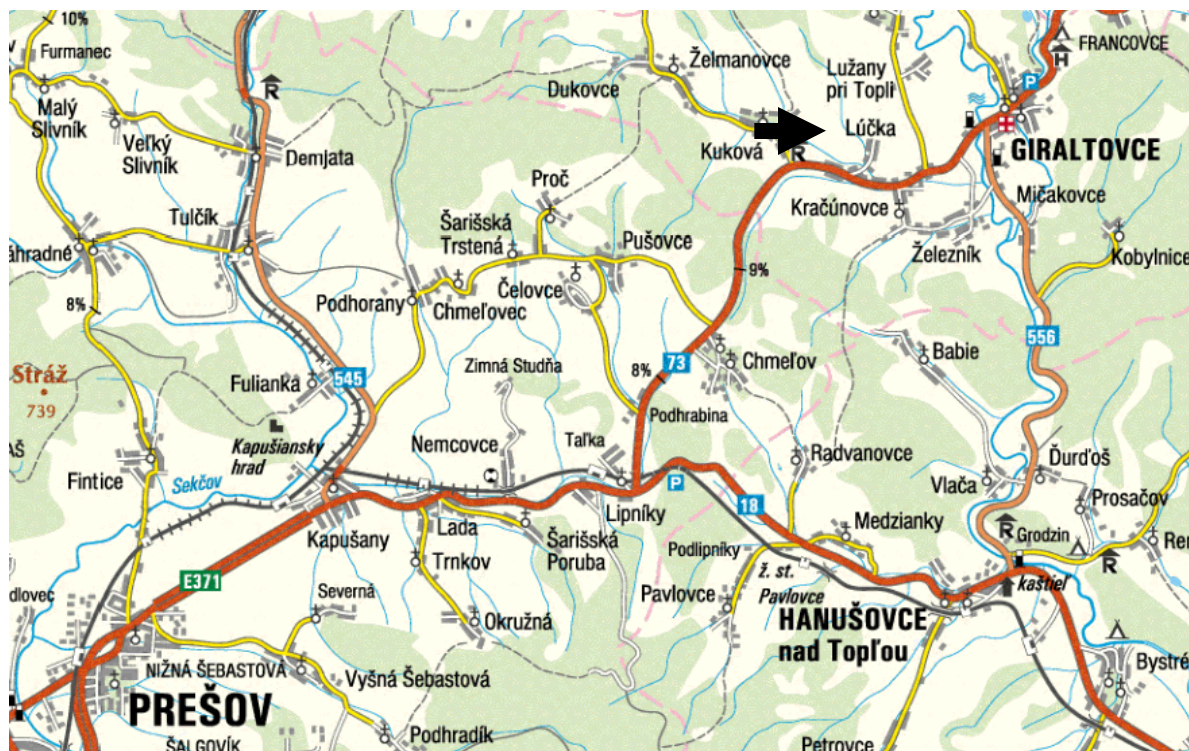 10%
Furmanec
FRANCOVCE
H
Želmanovce
Lužany
pri Topli
Dukovce
P
R
Malý
Slivník
Veľký
Slivník
Demjata
Lúčka
Kuková
R
GIRALTOVCE
Proč
Mičakovce
Kračúnovce
Tulčík
Šarišská
Trstená
Pušovce
Železník
Kobylnice
áhradné
9%
Čelovce
Podhorany
Chmeľovec
8%
556
Zimná Studňa
73
Chmeľov
Babie
Stráž
739
Fulianka
545
8%
Podhrabina
Kapušiansky
hrad
Nemcovce
Taľka
Radvanovce
Ďurďoš
AŠ
Fintice
Sekčov
P
Vlača
Prosačov
18
Lipníky
Medzianky
R
Grodzin
Kapušany
Lada
Šarišská
Poruba
Podlipníky
Rem
R
Trnkov
ž. st.
Pavlovce
kaštieľ
E371
dlovec
Severná
Pavlovce
Okružná
HANUŠOVCE
nad Topľou
NIŽNÁ ŠEBASTOVÁ
Vyšná Šebastová
Bystré
PREŠOV
Podhradík
ŠALGOVÍK
Petrovce